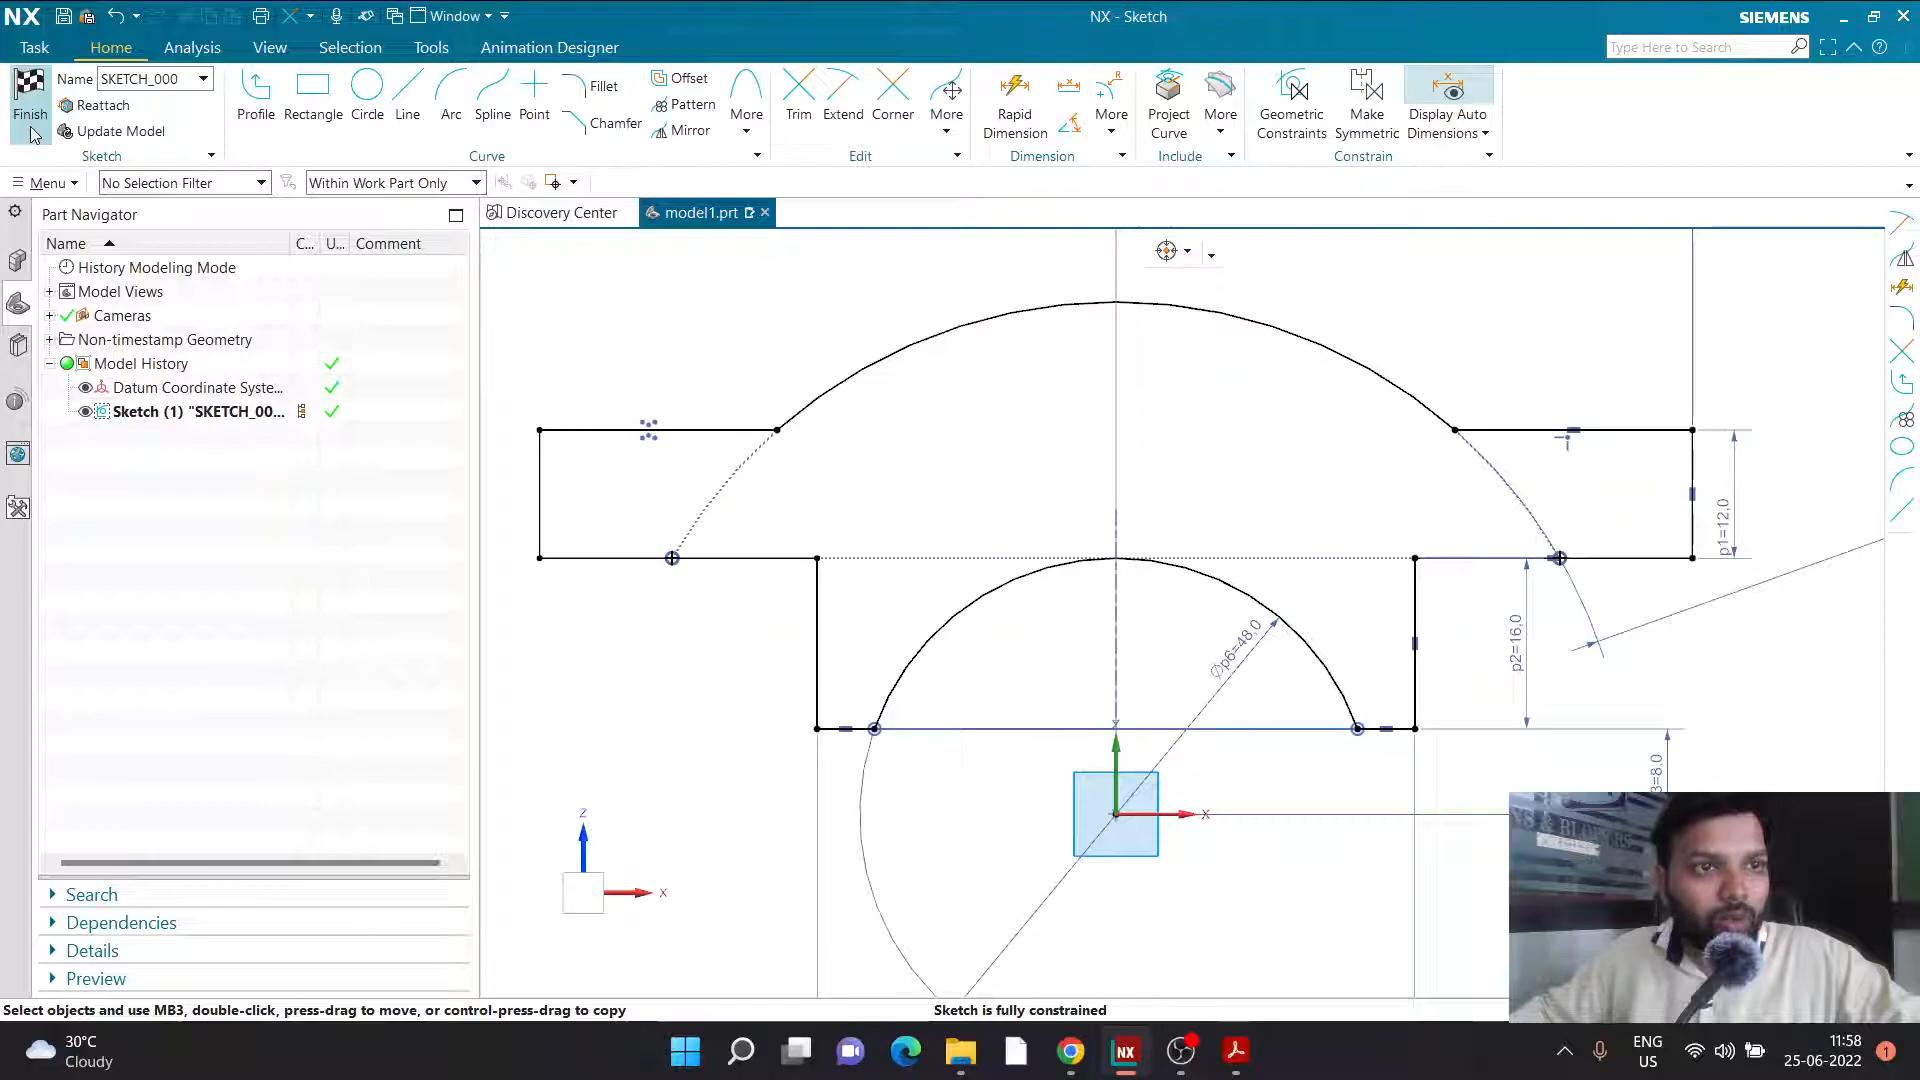 NX
Window
NX - Sketch
SIEMENS
Task
Home
Analysis
View
Selection
Tools
Animation Designer
Type Here to Search
Finish
Name
SKETCH_000
Reattach
Update Model
Sketch
Profile
Rectangle
Circle
Line
Arc
Spline
Point
Fillet
Chamfer
Offset
Pattern
Mirror
More
Curve
Trim
Extend
Corner
More
Edit
Rapid
Dimension
More
Dimension
Project
Curve
More
Include
Geometric
Constraints
Make
Symmetric
Display Auto
Dimensions
Constrain
Menu
No Selection Filter
Within Work Part Only
Part Navigator
Discovery Center
model1.prt
Name
C...
U...
Comment
History Modeling Mode
Model Views
Cameras
Non-timestamp Geometry
Model History
Datum Coordinate Syste...
Sketch (1) "SKETCH_00...
p1=12,0
p2=16,0
Øp6=48,0
=8,0
Y
X
Z
X
Search
Dependencies
Details
Preview
Select objects and use MB3, double-click, press-drag to move, or control-press-drag to copy
Sketch is fully constrained
30°C
Cloudy
NX
ENG
US
11:58
25-06-2022
1